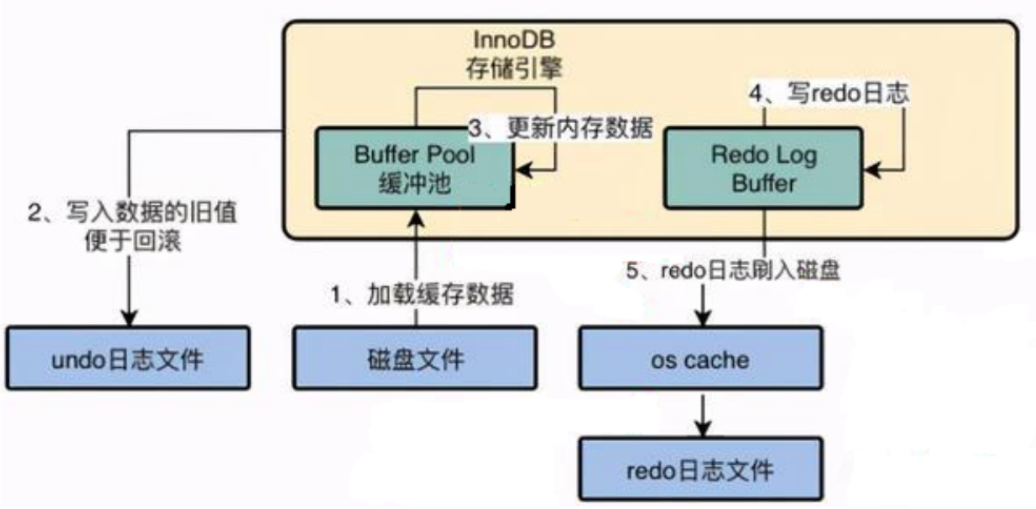 InnoDB
存储引擎
4、写redo日志
3、更新内存数据
Buffer Pool
缓冲池
Redo Log
Buffer
2、写入数据的旧值
便于回滚
5、redo日志刷入磁盘
1、加载缓存数据
undo日志文件
磁盘文件
os cache
redo日志文件